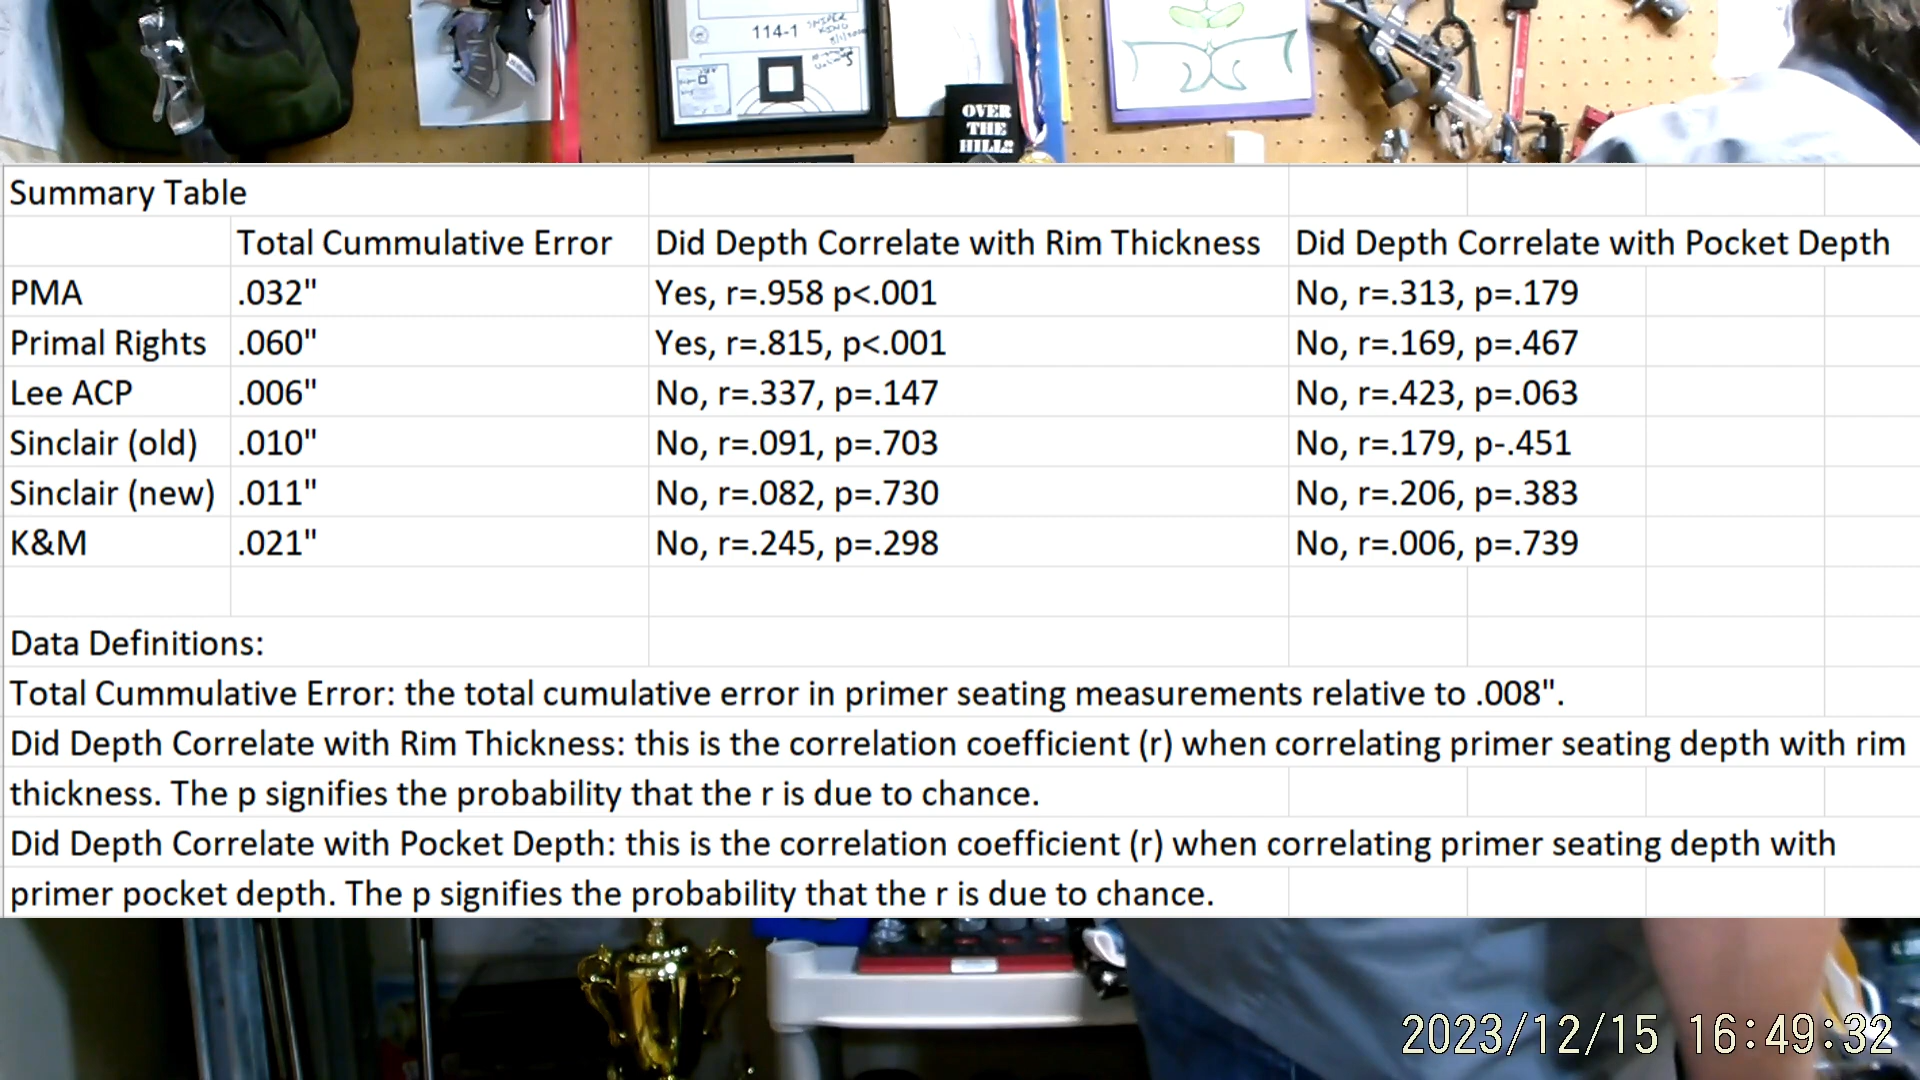 114-1
SNIPER
KING
OVER
THE
HILL!!
Summary Table
Total Cummulative Error Did Depth Correlate with Rim Thickness Did Depth Correlate with Pocket Depth
PMA .032" Yes, r=.958 p<.001 No, r=.313, p=.179
Primal Rights .060" Yes, r=.815, p<.001 No, r=.169, p=.467
Lee ACP .006" No, r=.337, p=.147 No, r=.423, p=.063
Sinclair (old) .010" No, r=.091, p=.703 No, r=.179, p-.451
Sinclair (new) .011" No, r=.082, p=.730 No, r=.206, p=.383
K&M .021" No, r=.245, p=.298 No, r=.006, p=.739
Data Definitions:
Total Cummulative Error: the total cumulative error in primer seating measurements relative to .008".
Did Depth Correlate with Rim Thickness: this is the correlation coefficient (r) when correlating primer seating depth with rim
thickness. The p signifies the probability that the r is due to chance.
Did Depth Correlate with Pocket Depth: this is the correlation coefficient (r) when correlating primer seating depth with
primer pocket depth. The p signifies the probability that the r is due to chance.
2023/12/15 16:49:32